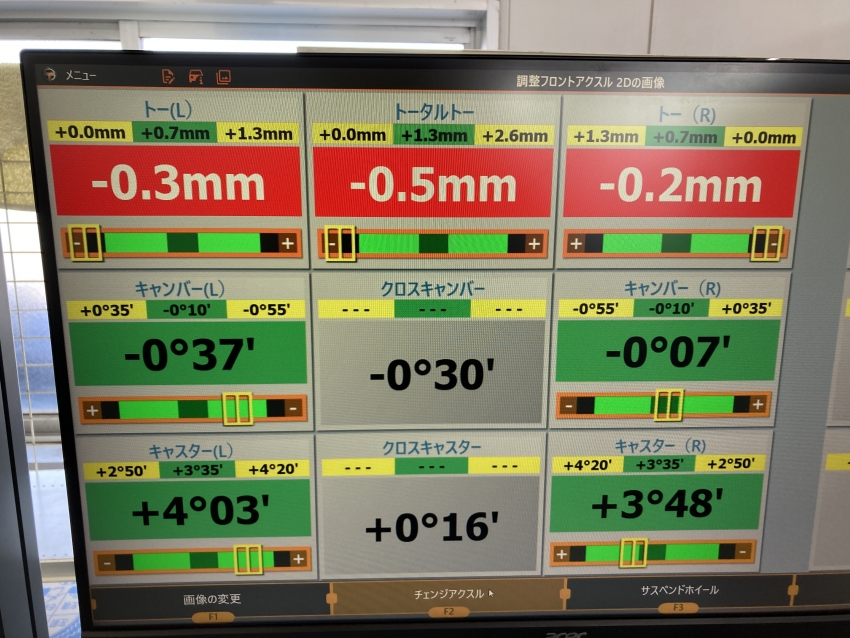 メニュー
調整フロントアクスル 2Dの画像
トー(L)
+0.0mm +0.7mm +1.3mm
-0.3mm
- +
トータルトー
+0.0mm +1.3mm +2.6mm
-0.5mm
- +
トー (R)
+1.3mm +0.7mm +0.0mm
-0.2mm
+ -
キャンバー(L)
+0°35' -0°10' -0°55'
-0°37'
+ -
クロスキャンバー
--- --- ---
-0°30'
キャンバー (R)
-0°55' -0°10' +0°35'
-0°07'
- +
キャスター(L)
+2°50' +3°35' +4°20'
+4°03'
- +
クロスキャスター
--- --- ---
+0°16'
キャスター (R)
+4°20' +3°35' +2°50'
+3°48'
+ -
画像の変更
F1
チェンジアクスル
F2
サスペンドホイール
F3
acer